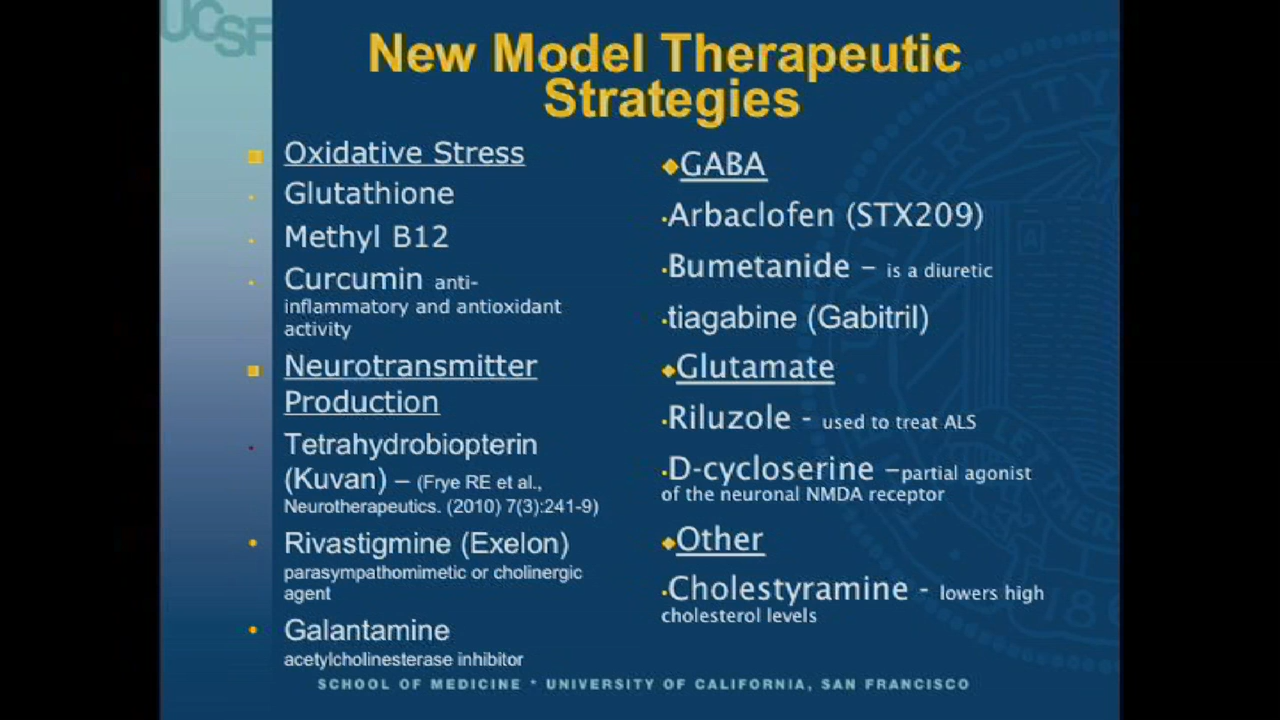 UCSF
New Model Therapeutic
Strategies
Oxidative Stress
Glutathione
Methyl B12
Curcumin anti-
inflammatory and antioxidant
activity
Neurotransmitter
Production
Tetrahydrobiopterin
(Kuvan) – (Frye RE et al.,
Neurotherapeutics. (2010) 7(3):241-9)
Rivastigmine (Exelon)
parasympathomimetic or cholinergic
agent
Galantamine
acetylcholinesterase inhibitor
GABA
Arbaclofen (STX209)
Bumetanide – is a diuretic
tiagabine (Gabitril)
Glutamate
Riluzole - used to treat ALS
D-cycloserine –partial agonist
of the neuronal NMDA receptor
Other
Cholestyramine - lowers high
cholesterol levels
SCHOOL OF MEDICINE * UNIVERSITY OF CALIFORNIA, SAN FRANCISCO